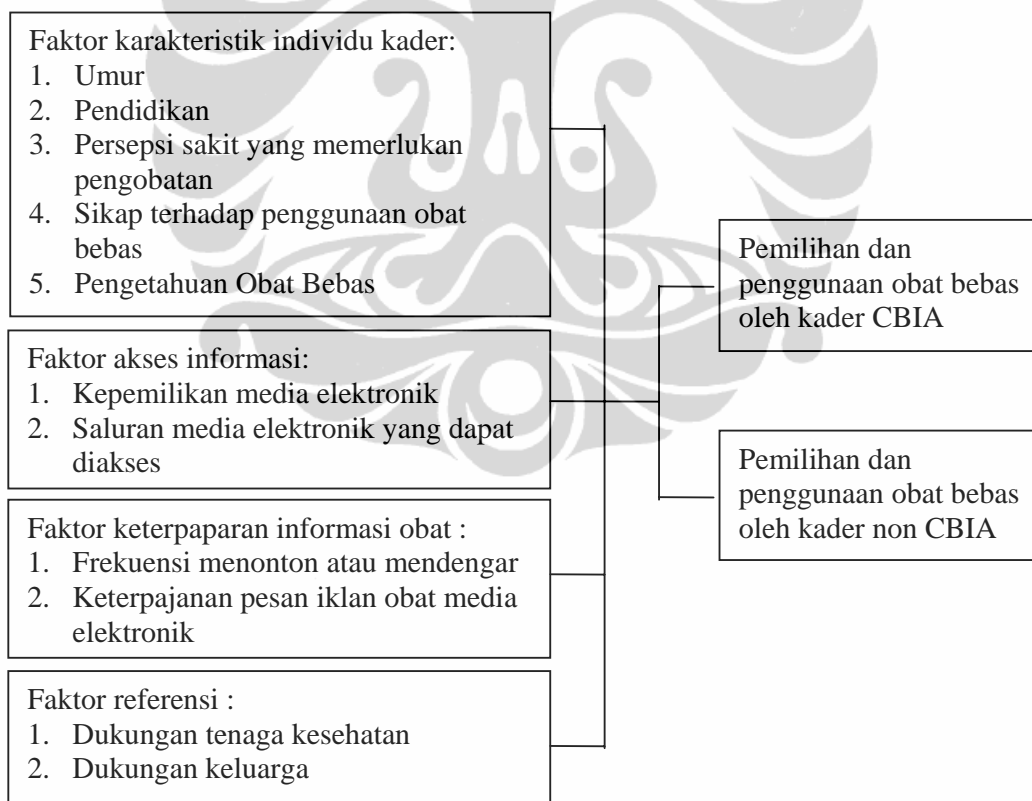 Faktor karakteristik individu kader:
1. Umur
2. Pendidikan
3. Persepsi sakit yang memerlukan
pengobatan
4. Sikap terhadap penggunaan obat
bebas
5. Pengetahuan Obat Bebas
Faktor akses informasi:
1. Kepemilikan media elektronik
2. Saluran media elektronik yang dapat
diakses
Faktor keterpaparan informasi obat :
1. Frekuensi menonton atau mendengar
2. Keterpajanan pesan iklan obat media
elektronik
Faktor referensi :
1. Dukungan tenaga kesehatan
2. Dukungan keluarga
Pemilihan dan
penggunaan obat bebas
oleh kader CBIA
Pemilihan dan
penggunaan obat bebas
oleh kader non CBIA